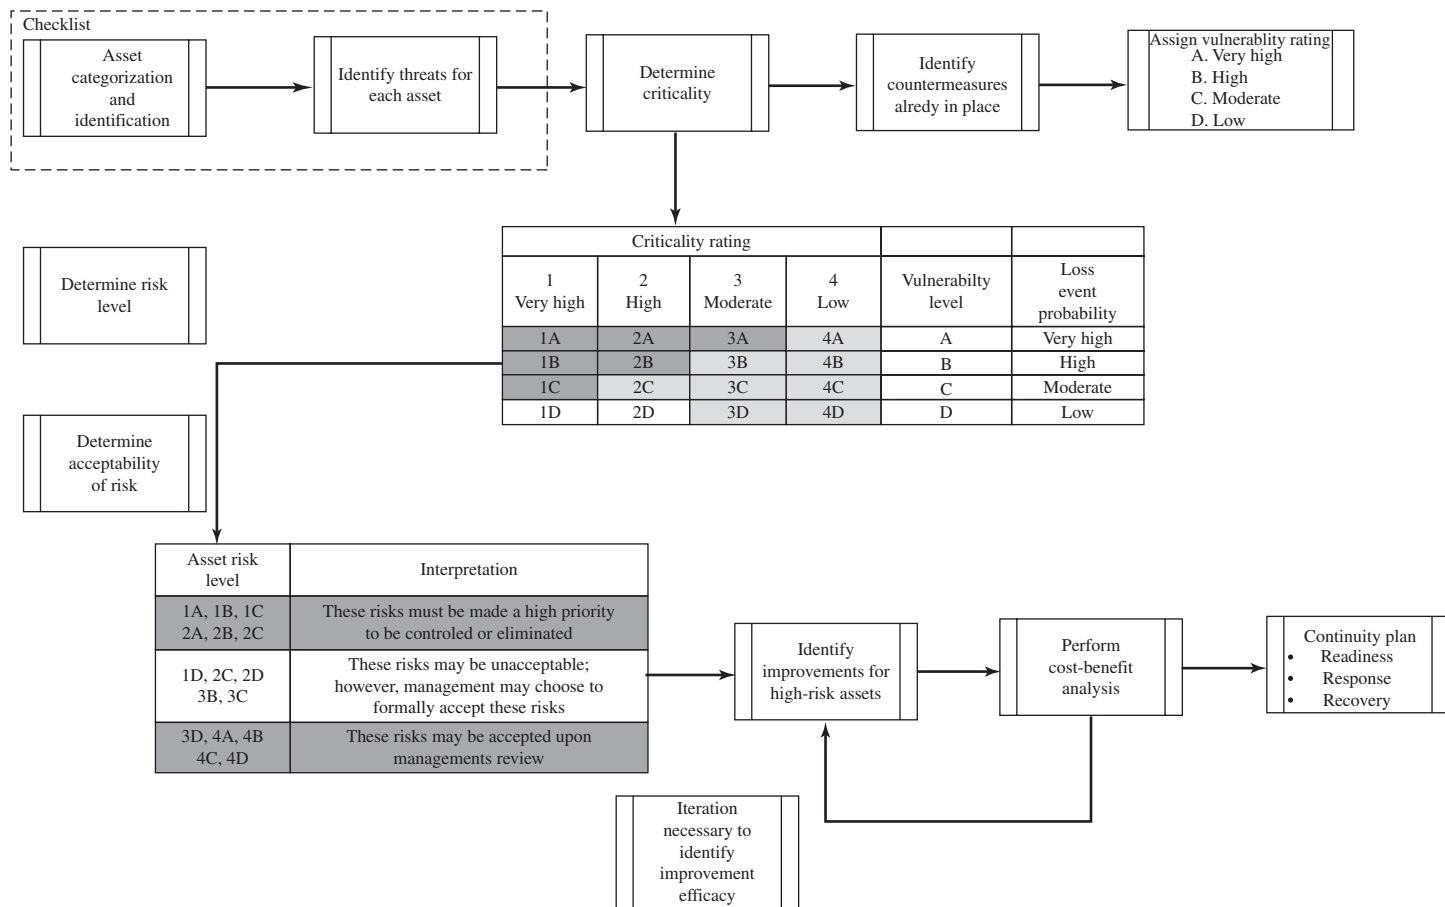 Checklist
Asset
categorization
and
identification
Identify threats for
each asset
Determine
criticality
Identify
countermeasures
alredy in place
Assign vulnerablity rating
A. Very high
B. High
C. Moderate
D. Low
Determine risk
level
Criticality rating
1
Very high
2
High
3
Moderate
4
Low
Vulnerabilty
level
Loss
event
probability
1A 2A 3A 4A A Very high
1B 2B 3B 4B B High
1C 2C 3C 4C C Moderate
1D 2D 3D 4D D Low
Determine
acceptability
of risk
Asset risk
level
Interpretation
1A, 1B, 1C
2A, 2B, 2C
These risks must be made a high priority
to be controled or eliminated
1D, 2C, 2D
3B, 3C
These risks may be unacceptable;
however, management may choose to
formally accept these risks
3D, 4A, 4B
4C, 4D
These risks may be accepted upon
managements review
Identify
improvements for
high-risk assets
Perform
cost-benefit
analysis
Continuity plan
• Readiness
• Response
• Recovery
Iteration
necessary to
identify
improvement
efficacy